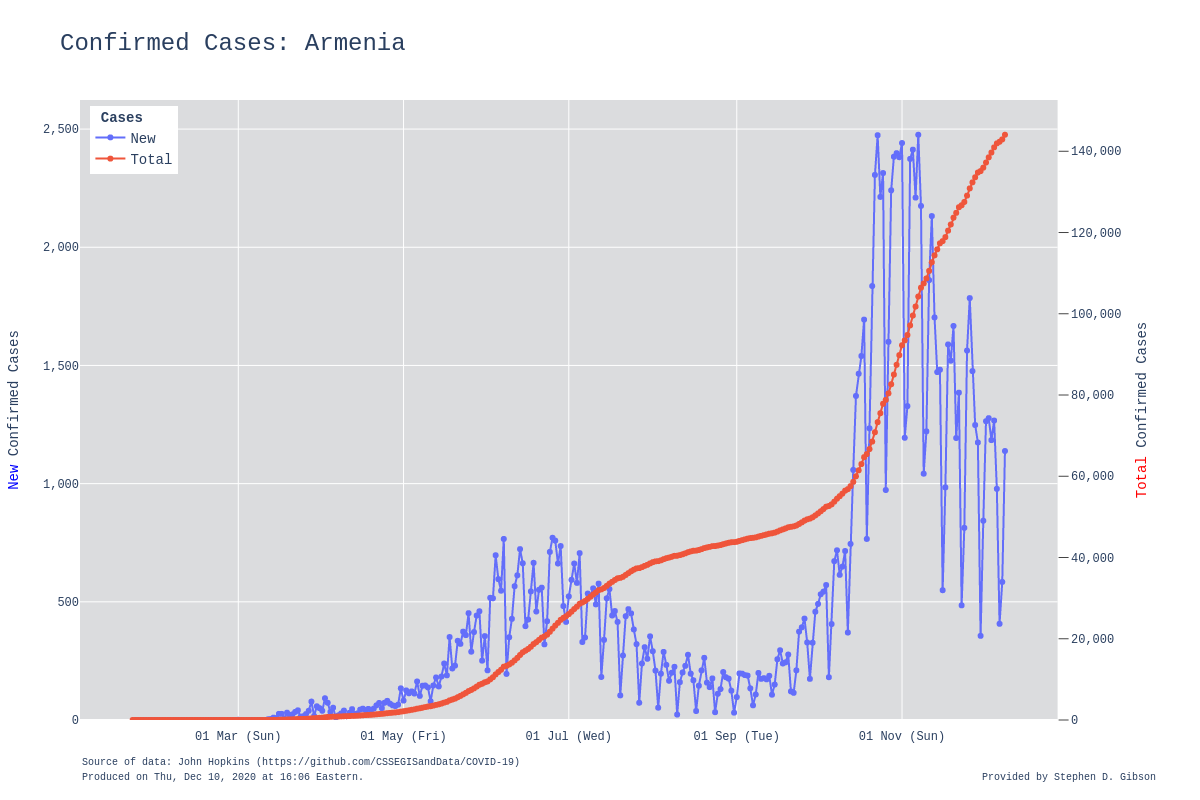 Confirmed Cases: Armenia
Cases
New
Total
2,500
2,000
1,500
1,000
500
0
140,000
120,000
100,000
80,000
60,000
40,000
20,000
0
New Confirmed Cases
Total Confirmed Cases
01 Mar (Sun)
01 May (Fri)
01 Jul (Wed)
01 Sep (Tue)
01 Nov (Sun)
Source of data: John Hopkins (https://github.com/CSSEGISandData/COVID-19)
Produced on Thu, Dec 10, 2020 at 16:06 Eastern.
Provided by Stephen D. Gibson